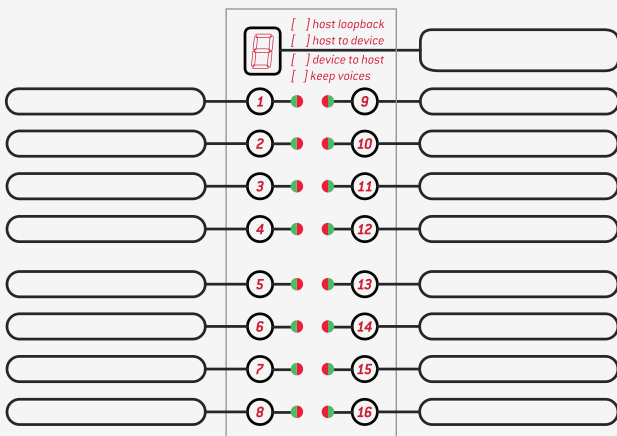 [ ] host loopback
[ ] host to device
[ ] device to host
[ ] keep voices
8
1 9
2 10
3 11
4 12
5 13
6 14
7 15
8 16